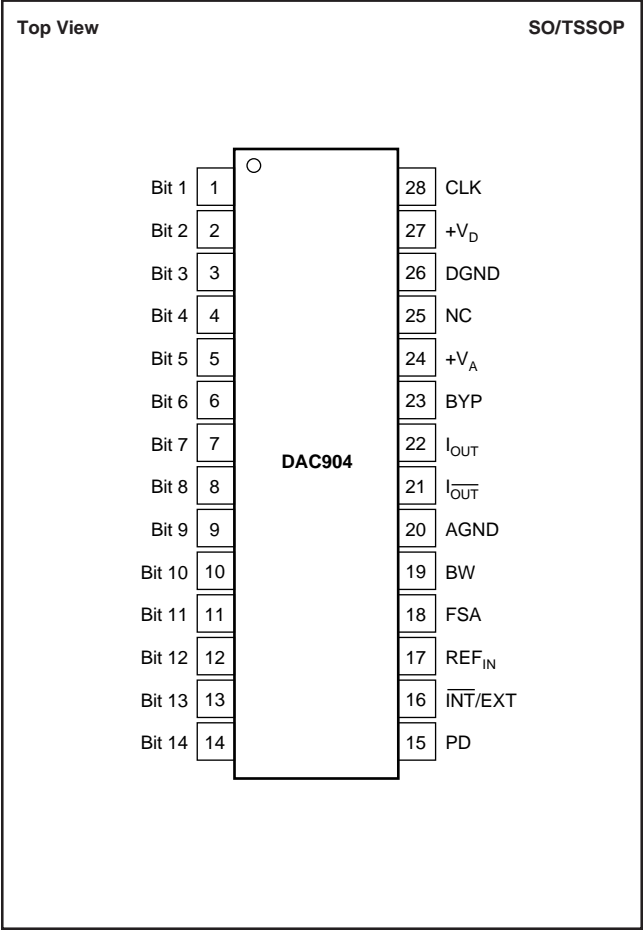 Top View SO/TSSOP
Bit 1 1 28 CLK
Bit 2 2 27 +V_D
Bit 3 3 26 DGND
Bit 4 4 25 NC
Bit 5 5 24 +V_A
Bit 6 6 23 BYP
Bit 7 7 22 I_OUT
DAC904
Bit 8 8 21 I_O̅U̅T̅
Bit 9 9 20 AGND
Bit 10 10 19 BW
Bit 11 11 18 FSA
Bit 12 12 17 REF_IN
Bit 13 13 16 I̅N̅T̅/EXT
Bit 14 14 15 PD